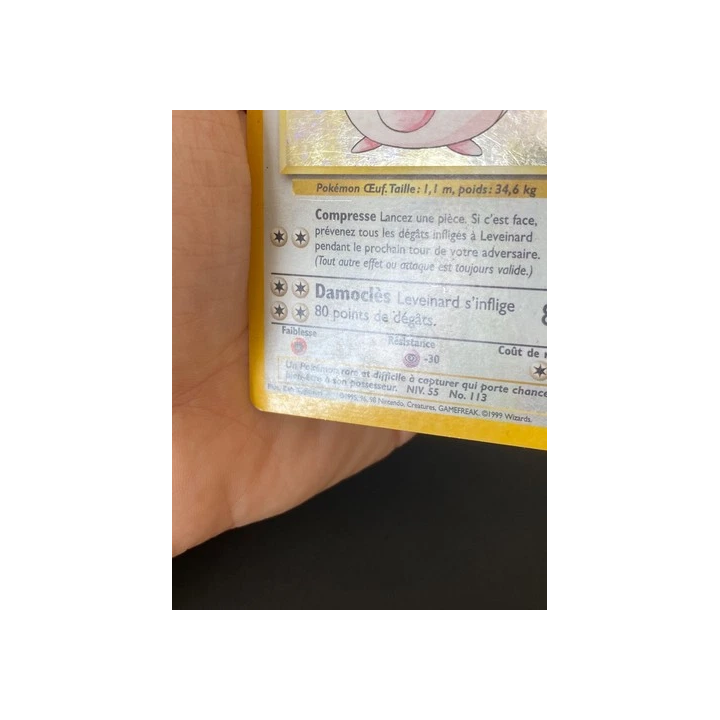 Pokémon Œuf. Taille: 1,1 m, poids: 34,6 kg
Compresse Lancez une pièce. Si c'est face,
prévenez tous les dégâts infligés à Leveinard
pendant le prochain tour de votre adversaire.
(Tout autre effet ou attaque est toujours valide.)
Damoclès Leveinard s'inflige
80 points de dégâts.
Faiblesse
Résistance
-30
Coût de
Un Pokémon rare et difficile à capturer qui porte chance
bien-être à son possesseur. NIV. 55 No. 113
©1995, 96, 98 Nintendo, Creatures, GAMEFREAK. ©1999 Wizards.